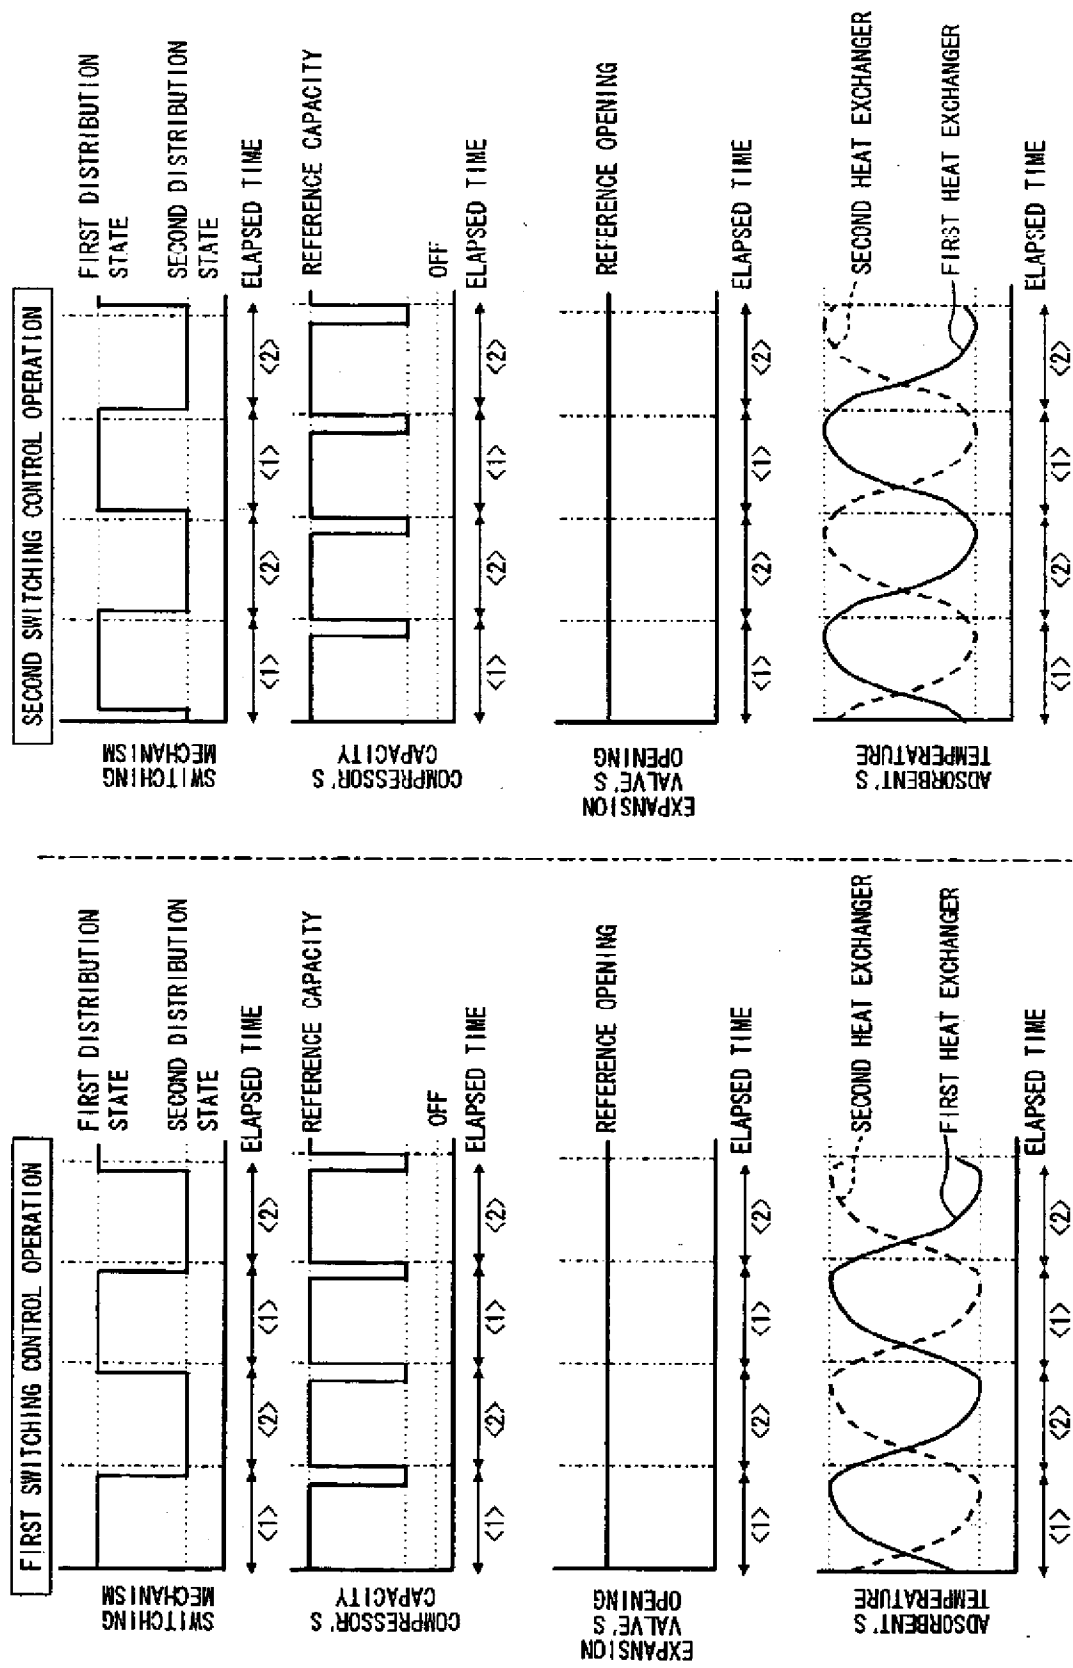 FIRST SWITCHING CONTROL OPERATION
SWITCHING
MECHANISM
FIRST DISTRIBUTION
STATE
SECOND DISTRIBUTION
STATE
ELAPSED TIME
<1>
<2>
<1>
<2>
COMPRESSOR'S
CAPACITY
REFERENCE CAPACITY
OFF
ELAPSED TIME
<1>
<2>
<1>
<2>
EXPANSION
VALVE'S
OPENING
REFERENCE OPENING
ELAPSED TIME
<1>
<2>
<1>
<2>
ADSORBENT'S
TEMPERATURE
SECOND HEAT EXCHANGER
FIRST HEAT EXCHANGER
ELAPSED TIME
<1>
<2>
<1>
<2>
SECOND SWITCHING CONTROL OPERATION
SWITCHING
MECHANISM
FIRST DISTRIBUTION
STATE
SECOND DISTRIBUTION
STATE
ELAPSED TIME
<1>
<2>
<1>
<2>
COMPRESSOR'S
CAPACITY
REFERENCE CAPACITY
OFF
ELAPSED TIME
<1>
<2>
<1>
<2>
EXPANSION
VALVE'S
OPENING
REFERENCE OPENING
ELAPSED TIME
<1>
<2>
<1>
<2>
ADSORBENT'S
TEMPERATURE
SECOND HEAT EXCHANGER
FIRST HEAT EXCHANGER
ELAPSED TIME
<1>
<2>
<1>
<2>